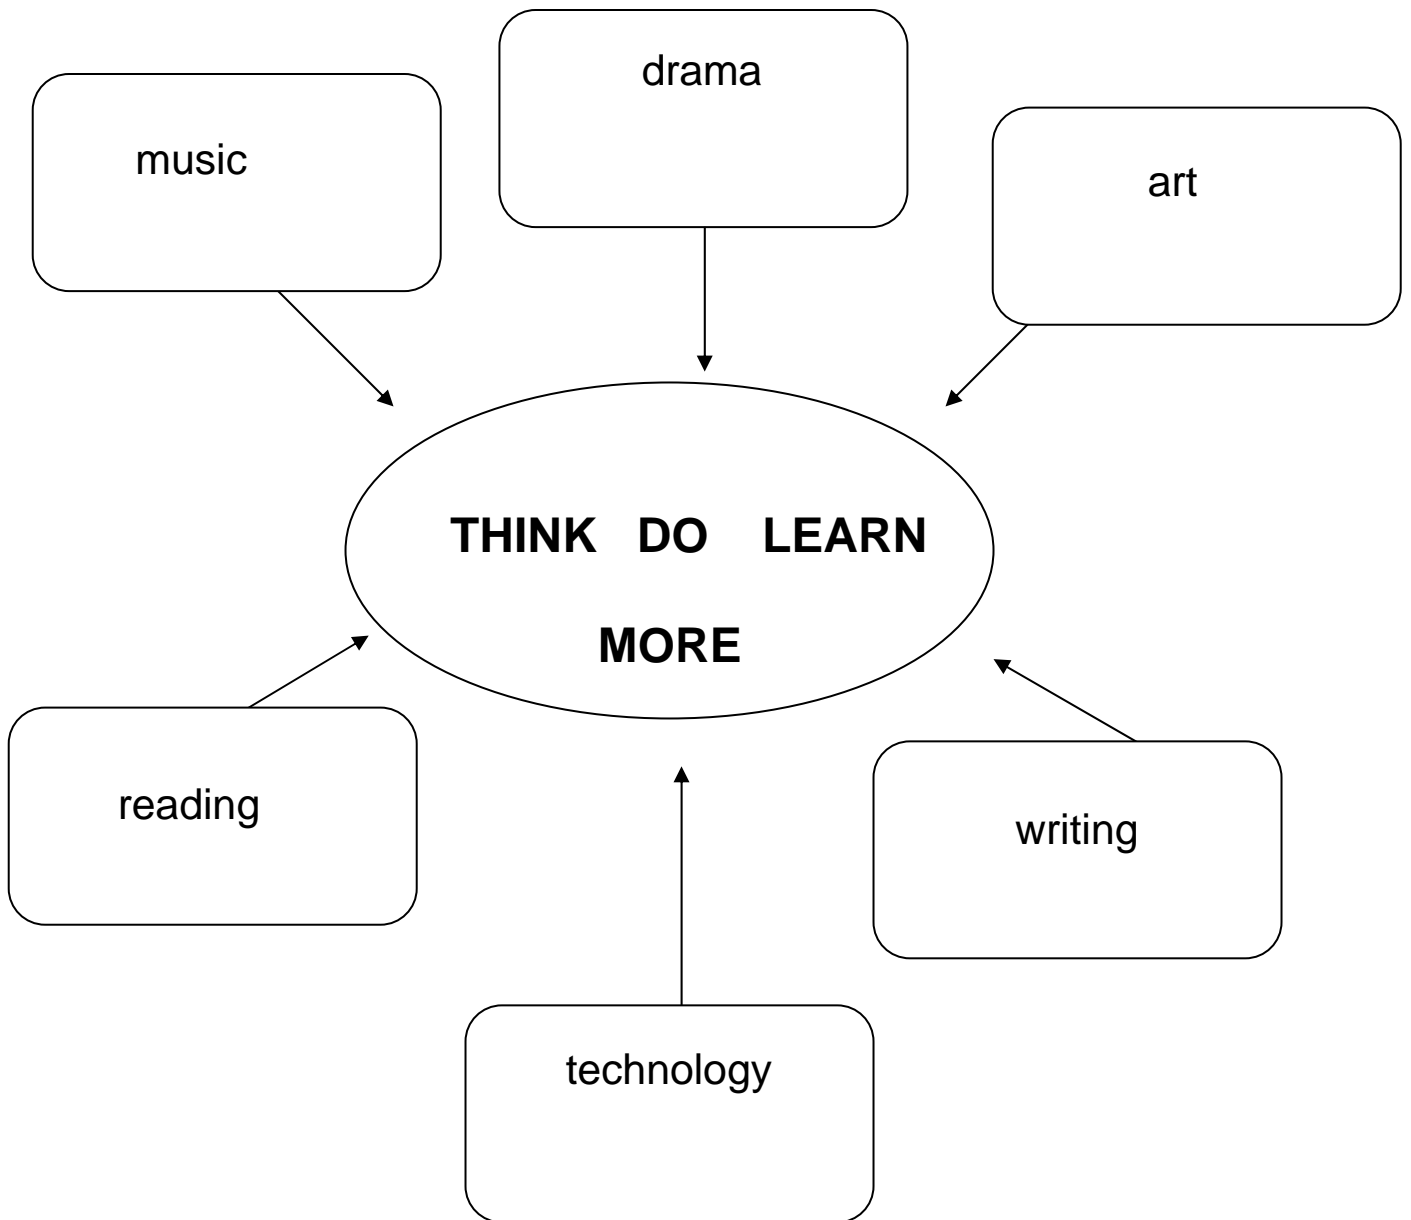 drama
music
art
THINK DO LEARN
MORE
reading
writing
technology